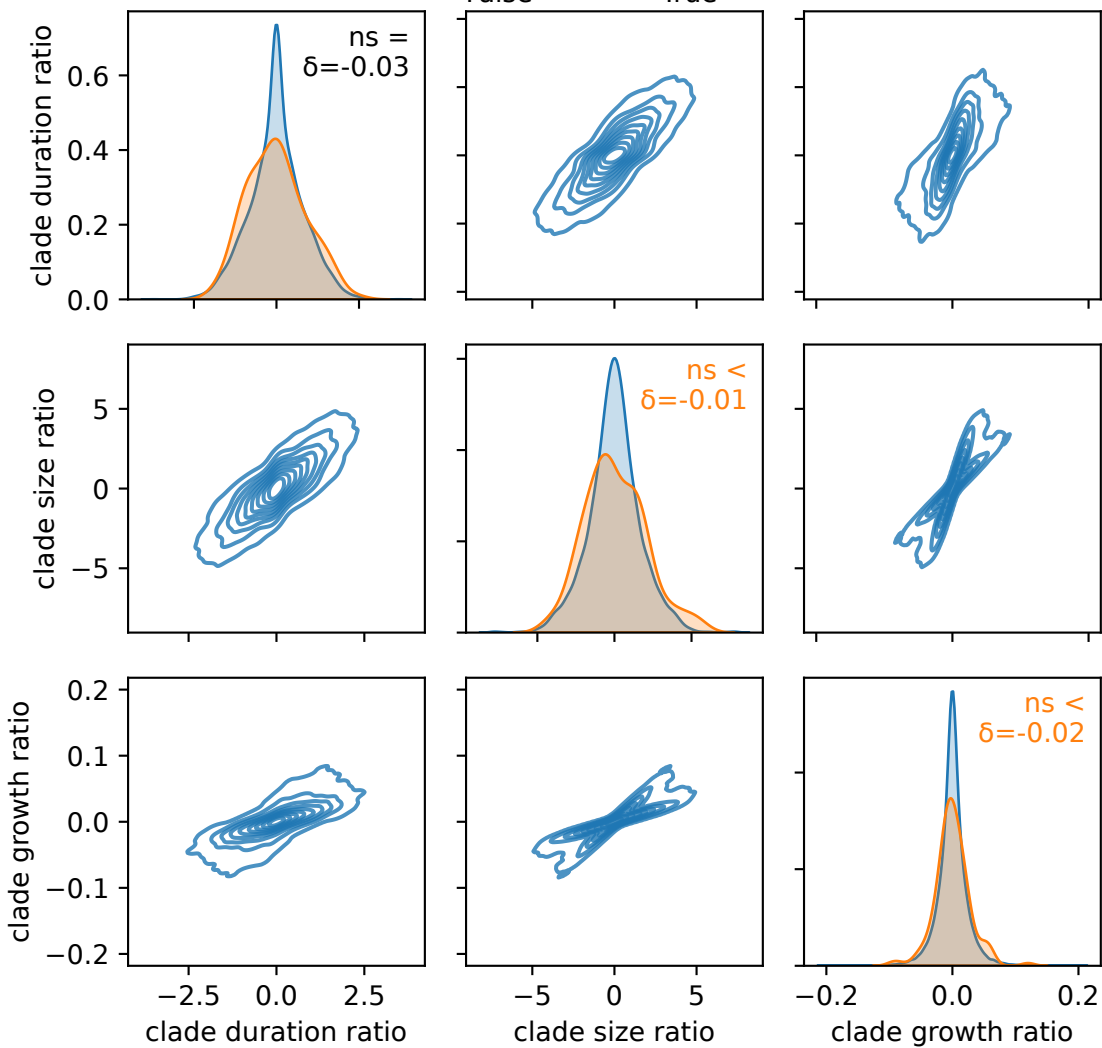 clade duration ratio
0.6
0.4
0.2
0.0
ns =
δ=-0.03
clade size ratio
5
0
−5
ns <
δ=-0.01
clade growth ratio
0.2
0.1
0.0
−0.1
−0.2
ns <
δ=-0.02
−2.5 0.0 2.5
−5 0 5
−0.2 0.0 0.2
clade duration ratio
clade size ratio
clade growth ratio